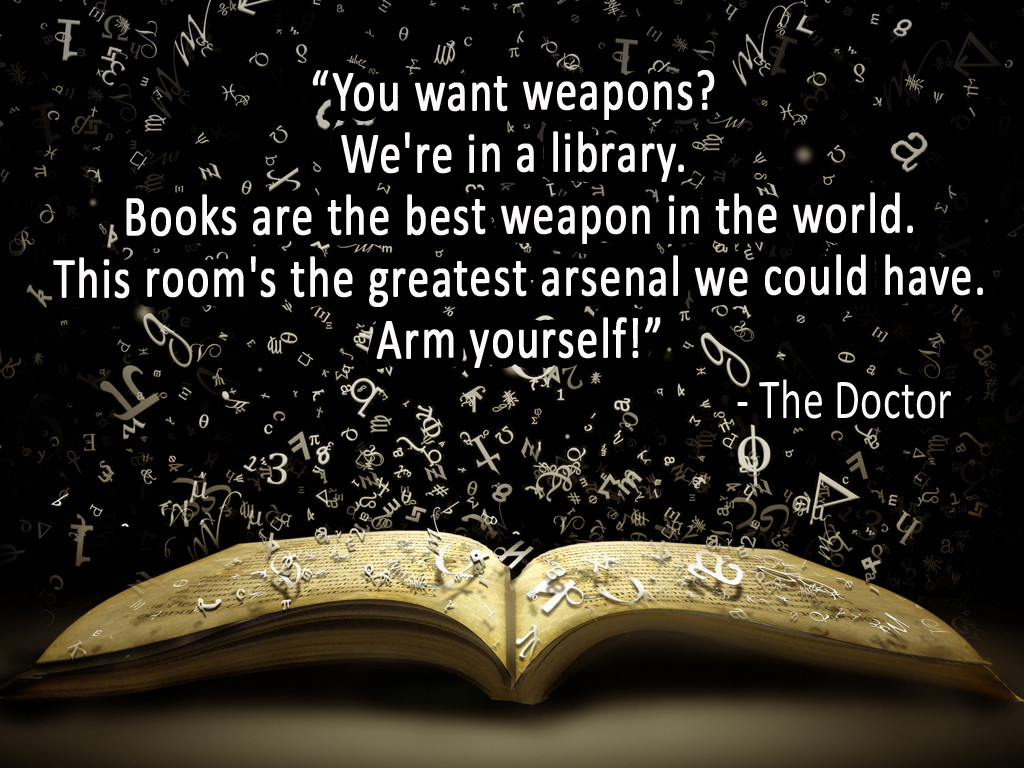 “You want weapons?
We're in a library.
Books are the best weapon in the world.
This room's the greatest arsenal we could have.
Arm yourself!”
- The Doctor